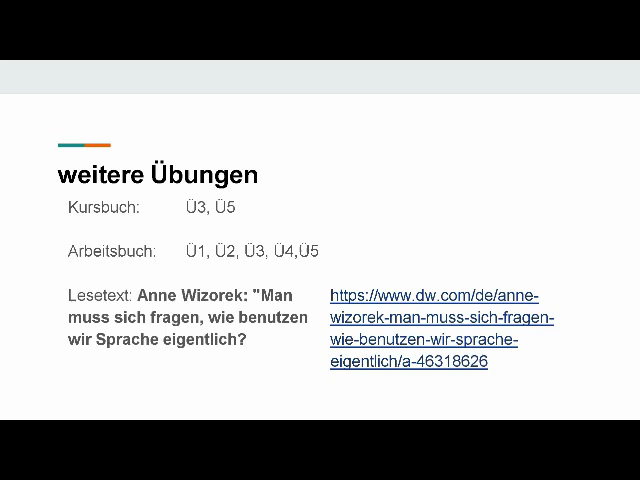 weitere Übungen
Kursbuch: Ü3, Ü5
Arbeitsbuch: Ü1, Ü2, Ü3, Ü4,Ü5
Lesetext: Anne Wizorek: "Man
muss sich fragen, wie benutzen
wir Sprache eigentlich?
https://www.dw.com/de/anne-
wizorek-man-muss-sich-fragen-
wie-benutzen-wir-sprache-
eigentlich/a-46318626